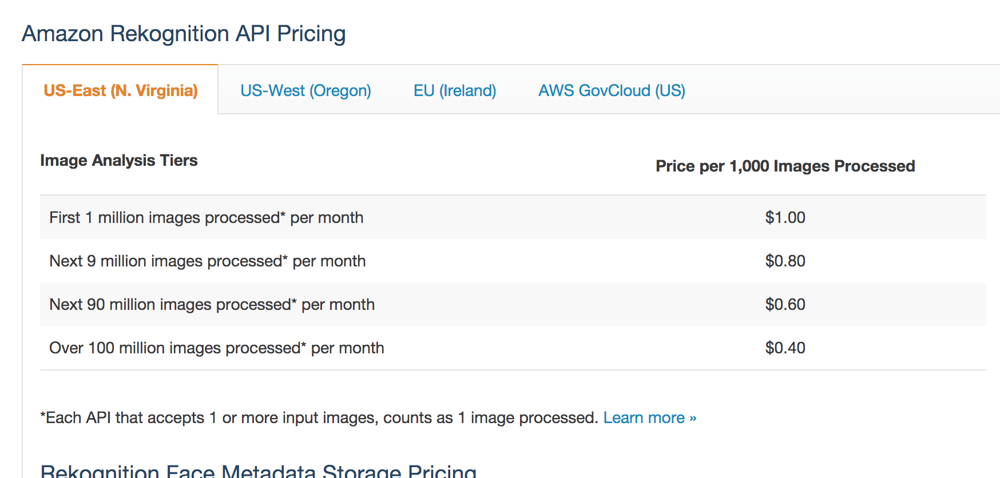 Amazon Rekognition API Pricing
US-East (N. Virginia) US-West (Oregon) EU (Ireland) AWS GovCloud (US)
Image Analysis Tiers Price per 1,000 Images Processed
First 1 million images processed* per month $1.00
Next 9 million images processed* per month $0.80
Next 90 million images processed* per month $0.60
Over 100 million images processed* per month $0.40
*Each API that accepts 1 or more input images, counts as 1 image processed. Learn more »
Rekognition Face Metadata Storage Pricing